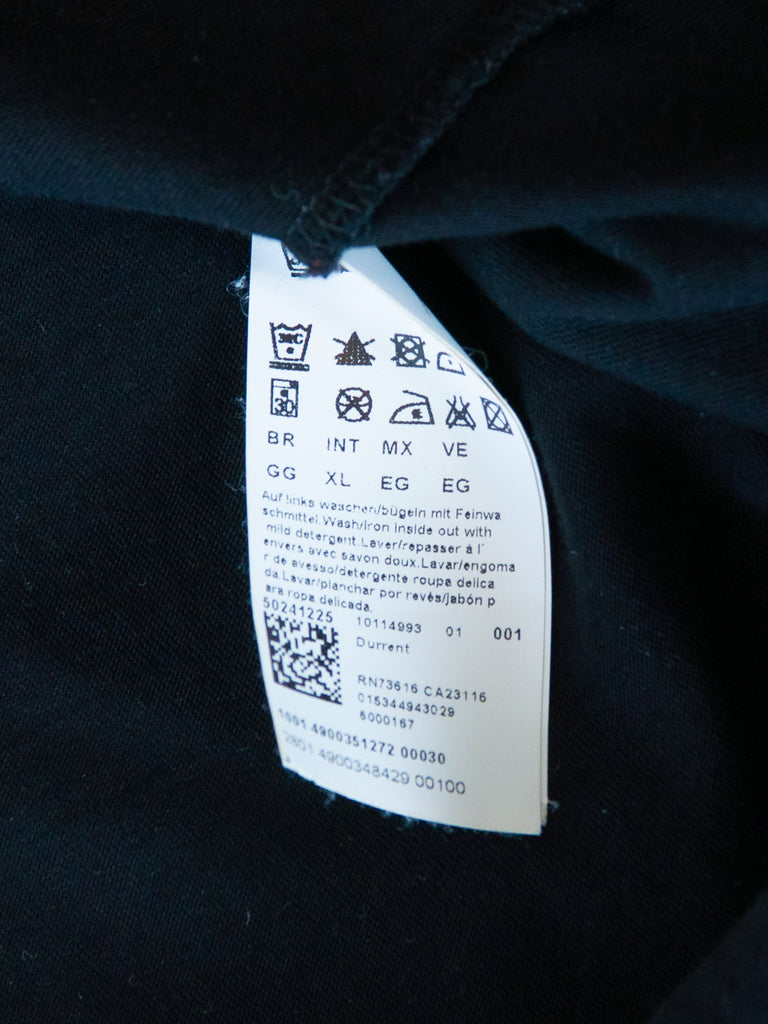 30C
30
BR INT MX VE
GG XL EG EG
Auf links waschen/bügeln mit Feinwa
schmittel.Wash/iron inside out with
mild detergent.Laver/repasser à l'
envers avec savon doux.Lavar/engoma
r de avesso/detergente roupa delica
da.Lavar/planchar por revés/jabón p
ara ropa delicada.
50241225
10114993 01 001
Durrent
RN73616 CA23116
015344943029
6000167
1001 4900351272 00030
2801 4900348429 00100